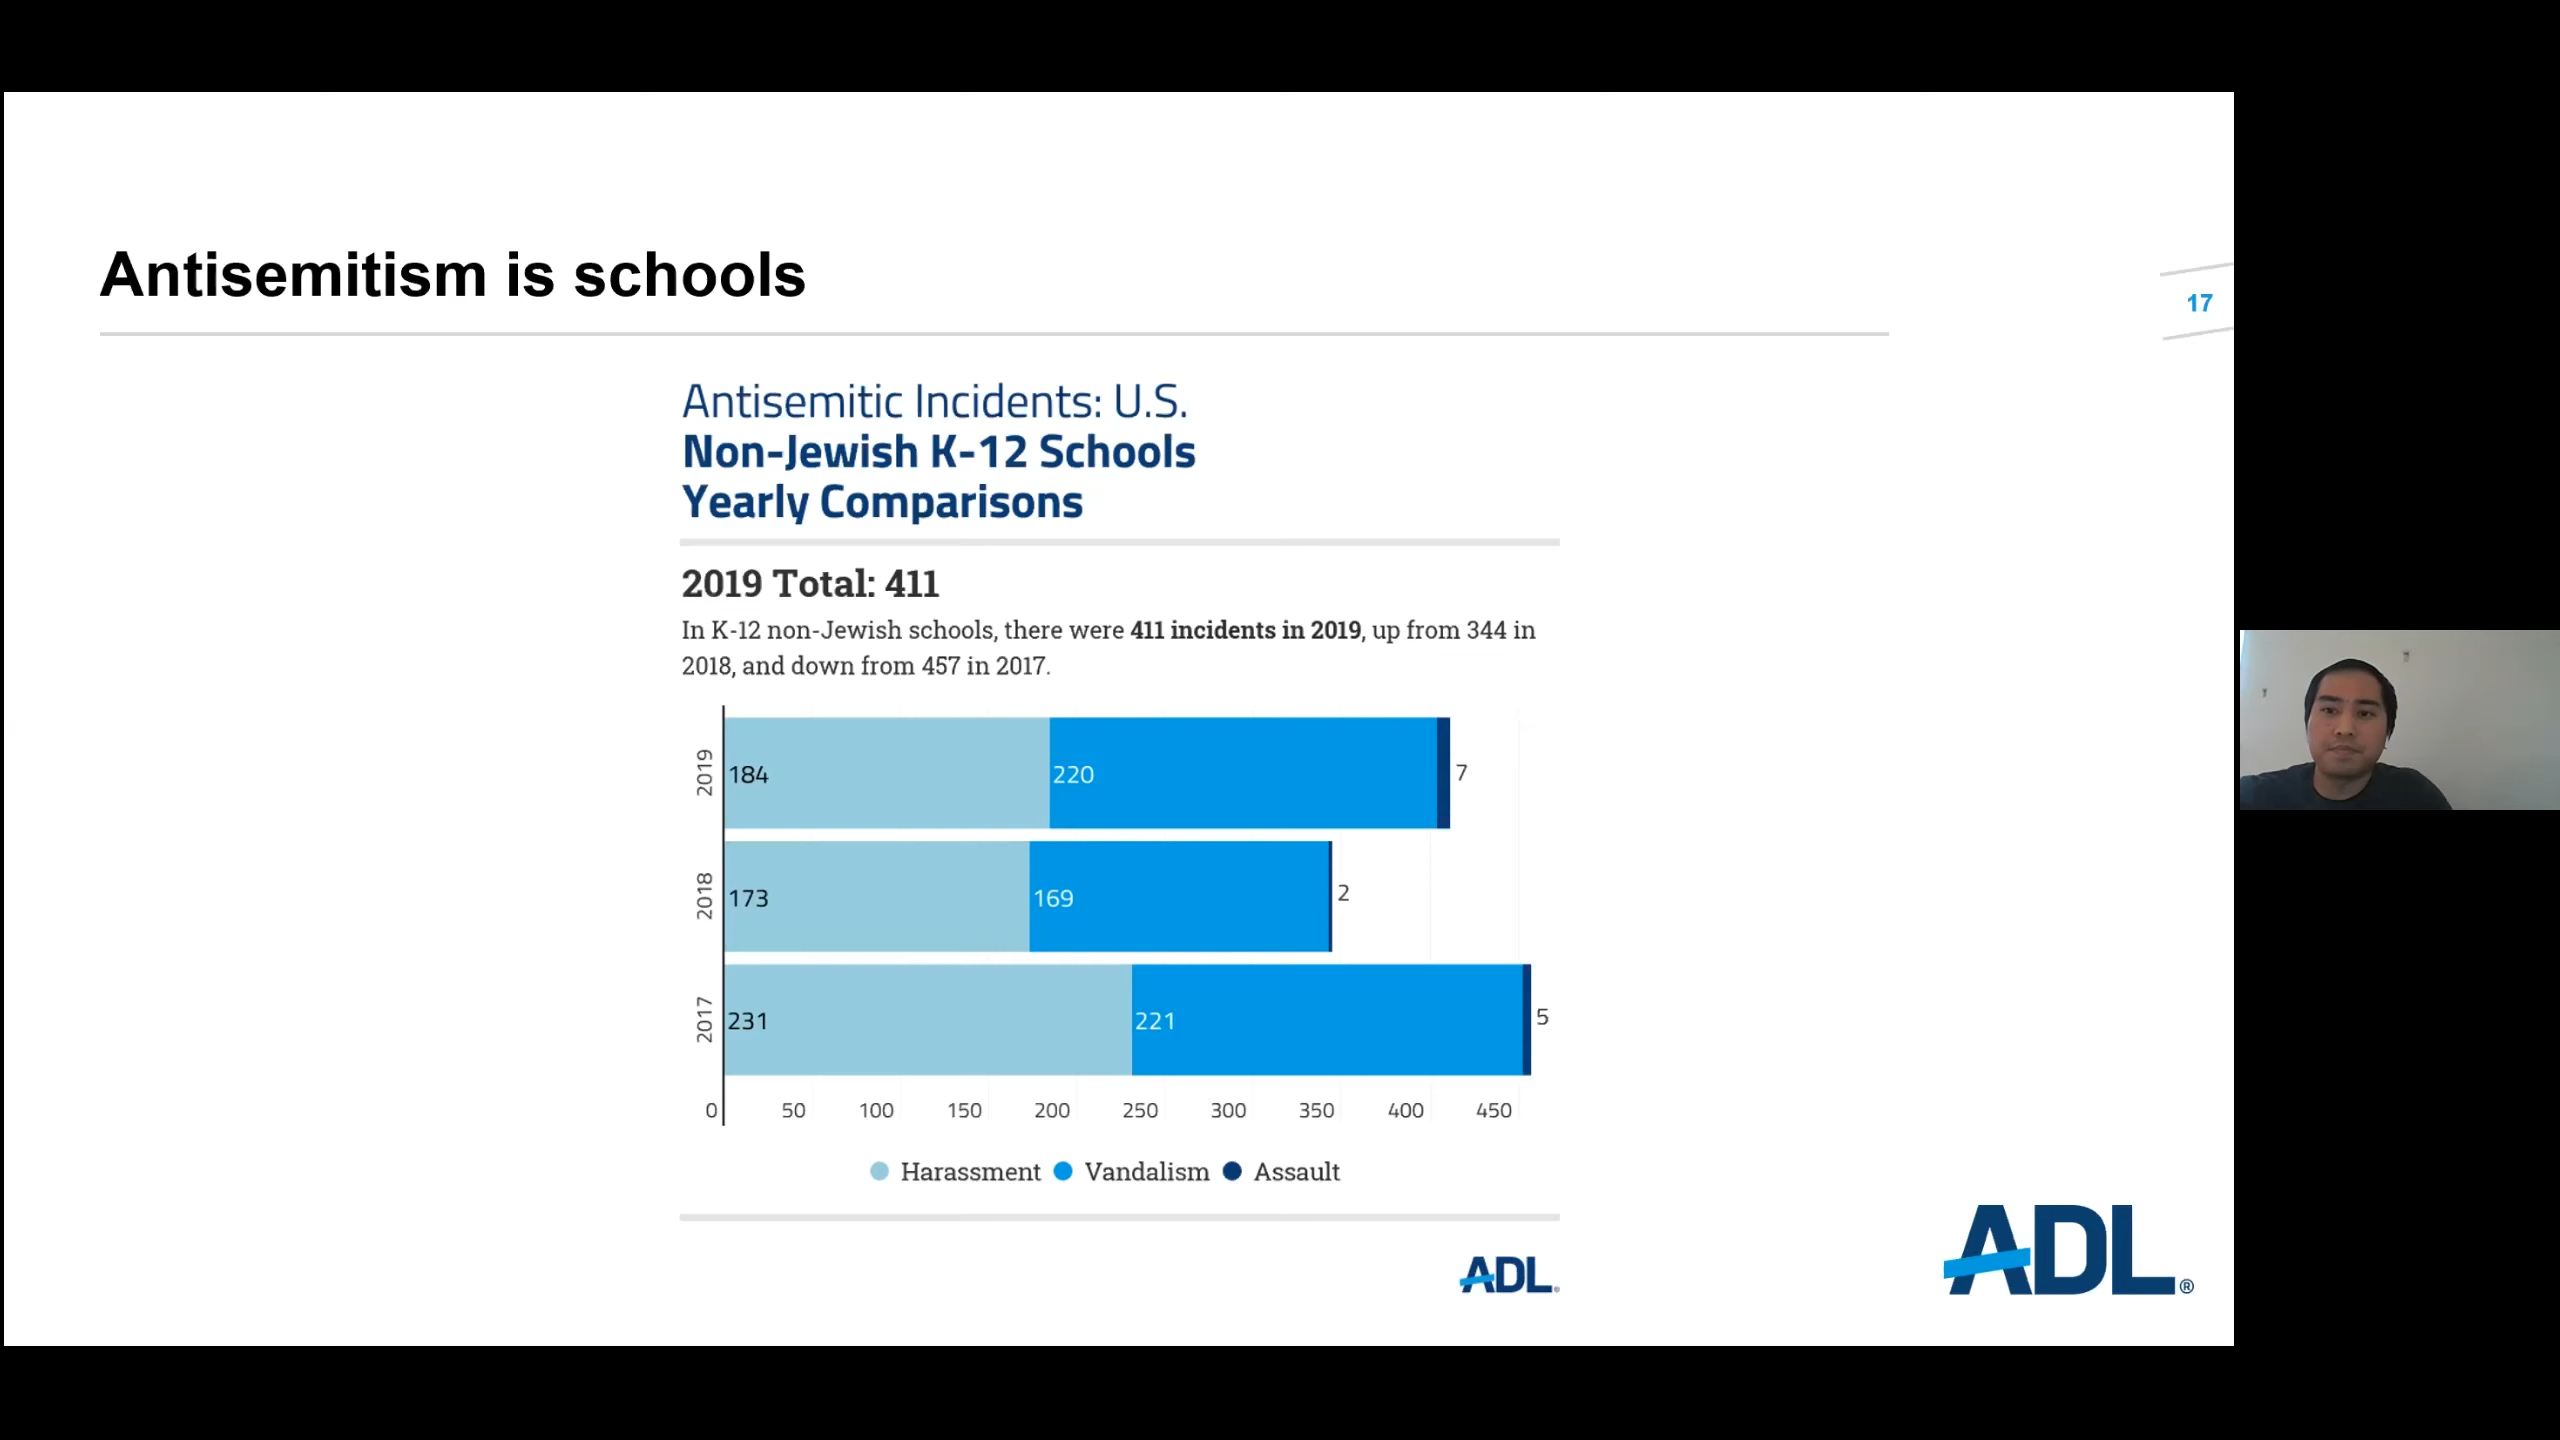 Antisemitism is schools
17
Antisemitic Incidents: U.S.
Non-Jewish K-12 Schools
Yearly Comparisons
2019 Total: 411
In K-12 non-Jewish schools, there were 411 incidents in 2019, up from 344 in
2018, and down from 457 in 2017.
2019 184 220 7
2018 173 169 2
2017 231 221 5
0 50 100 150 200 250 300 350 400 450
Harassment Vandalism Assault
ADL®
ADL®